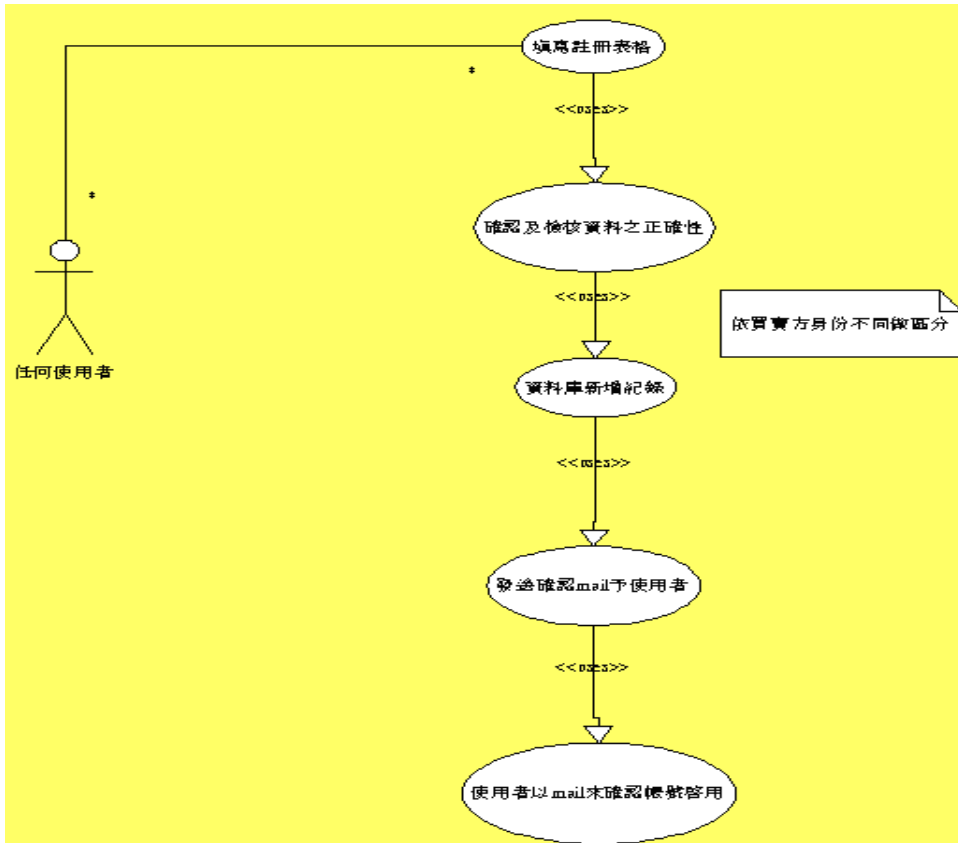 填寫註冊表格
*
<<uses>>
*
確認及檢核資料之正確性
<<uses>>
依買賣方身份不同做區分
任何使用者
資料庫新增紀錄
<<uses>>
發送確認mail予使用者
<<uses>>
使用者以mail來確認帳號啓用